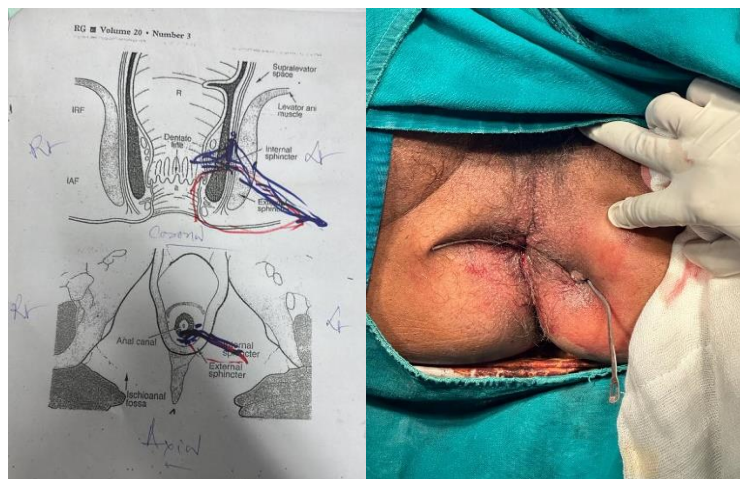 RG ■ Volume 20 • Number 3
Supralevator
space
R
IRF
Levator ani
muscle
Rt
Dentate
line
Internal
sphincter
Lt
IAF
a
External
sphincter
Coronal
Rt
Lt
Anal canal
Internal
sphincter
External
sphincter
Ischioanal
fossa
A
Axial